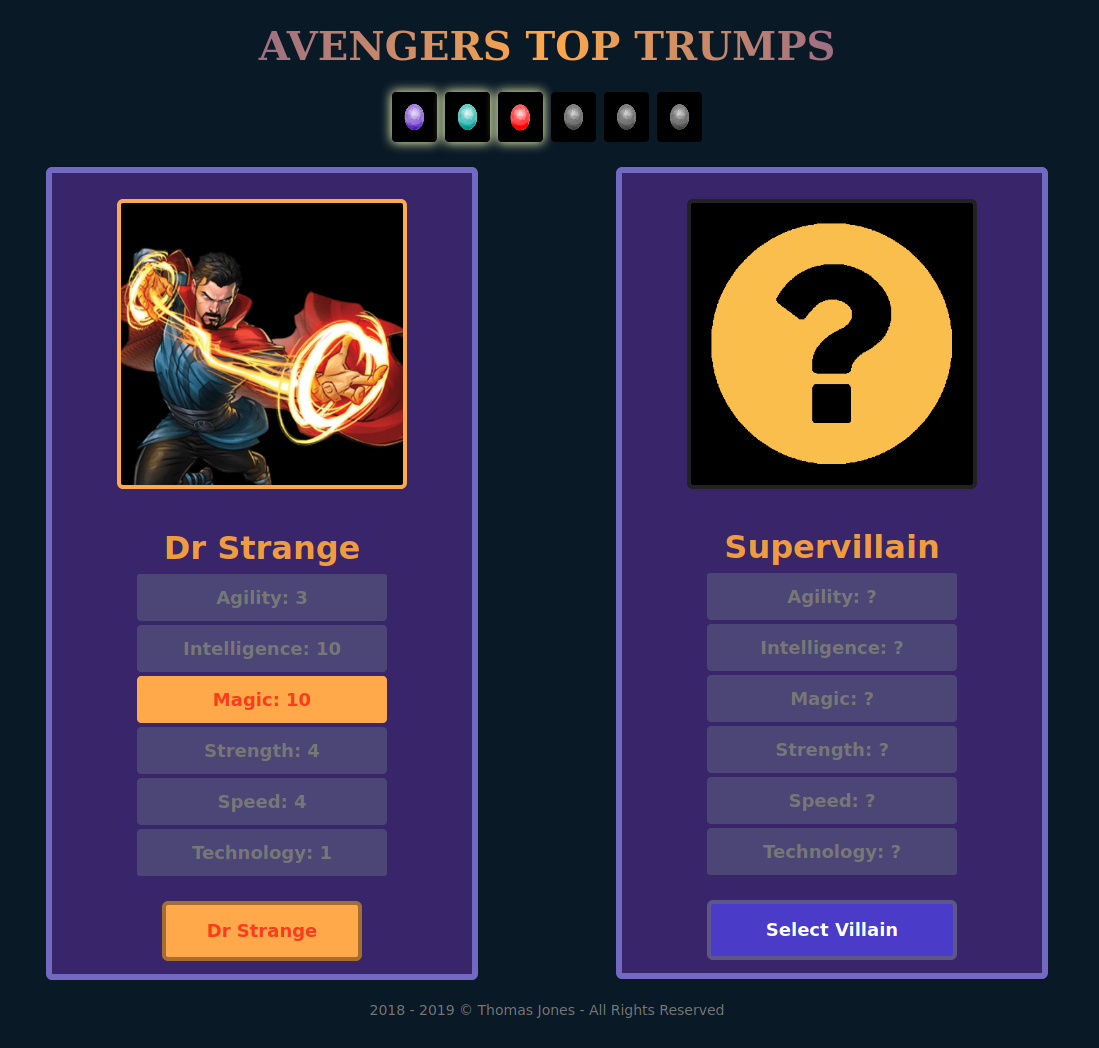 AVENGERS TOP TRUMPS
Dr Strange
Agility: 3
Intelligence: 10
Magic: 10
Strength: 4
Speed: 4
Technology: 1
Dr Strange
?
Supervillain
Agility: ?
Intelligence: ?
Magic: ?
Strength: ?
Speed: ?
Technology: ?
Select Villain
2018 - 2019 © Thomas Jones - All Rights Reserved